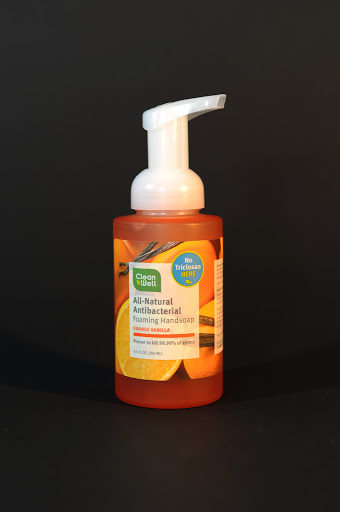 Clean
Well
No
Triclosan
HERE
All-Natural
Antibacterial
Foaming Handsoap
ORANGE VANILLA
Proven to kill 99.99% of germs